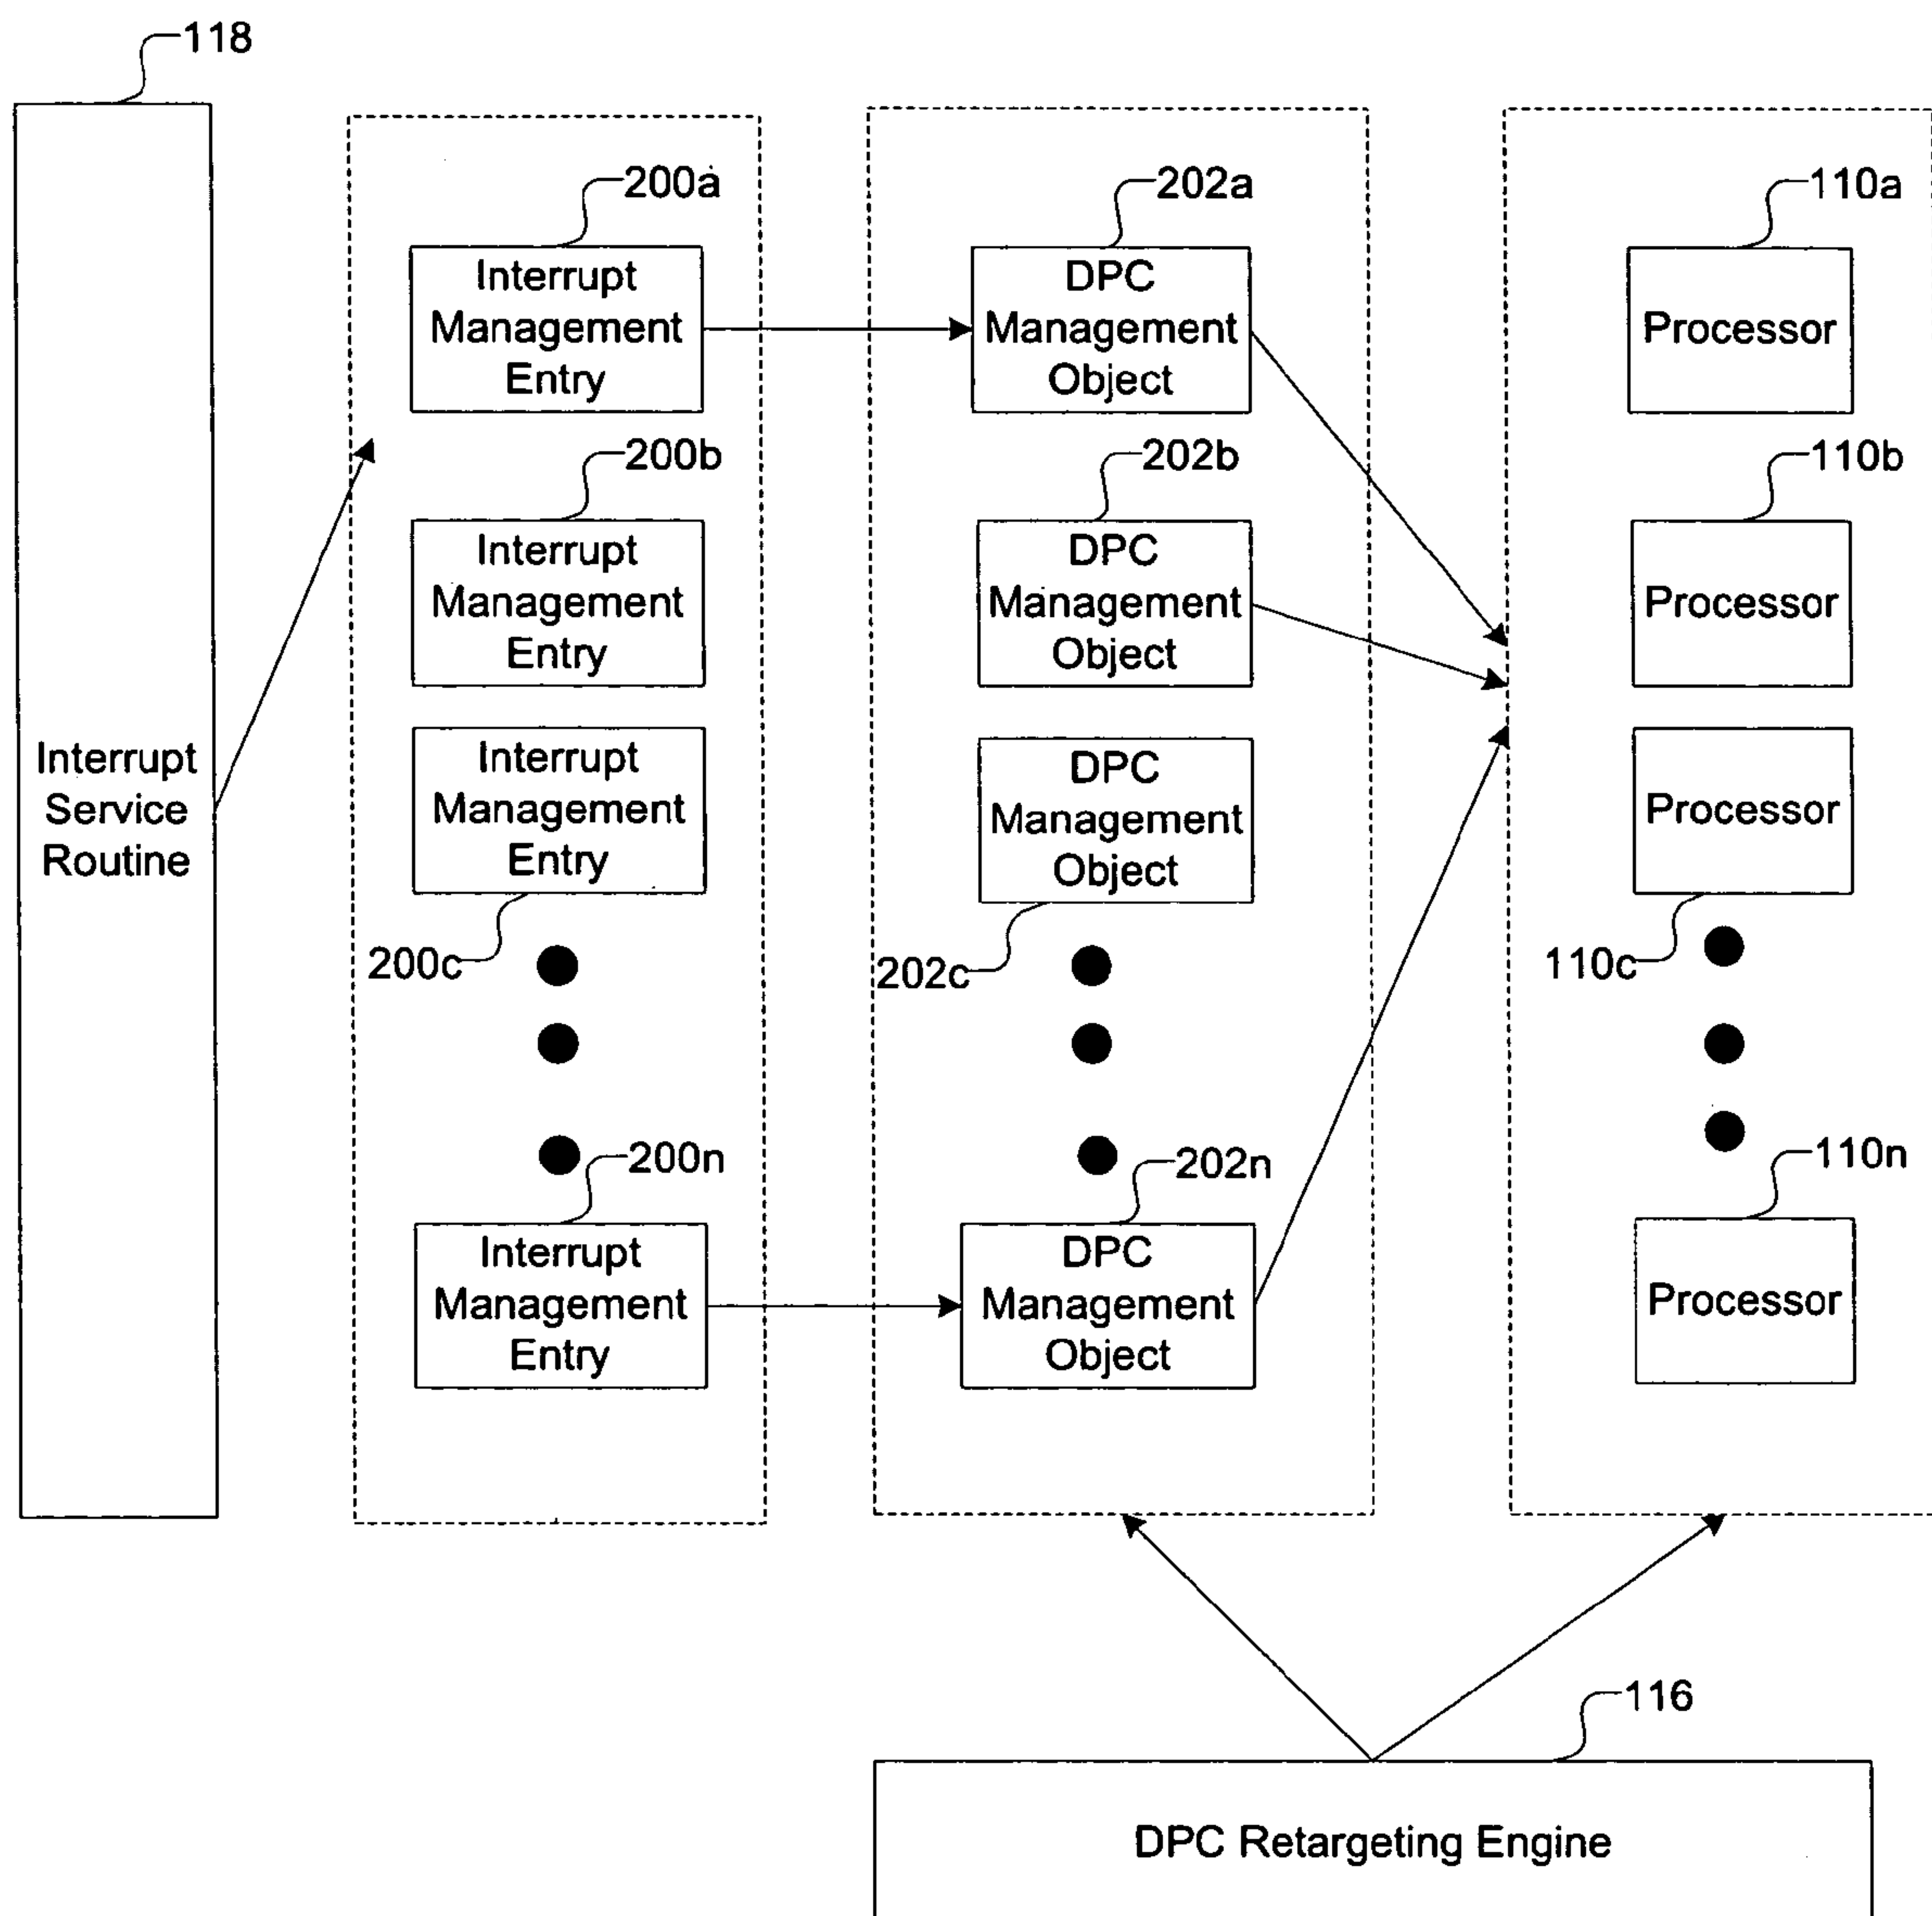 118
200a
202a
110a
Interrupt
Management
Entry
DPC
Management
Object
Processor
200b
202b
110b
Interrupt
Management
Entry
DPC
Management
Object
Processor
Interrupt
Service
Routine
Interrupt
Management
Entry
DPC
Management
Object
Processor
200c
202c
110c
200n
202n
110n
Interrupt
Management
Entry
DPC
Management
Object
Processor
116
DPC Retargeting Engine